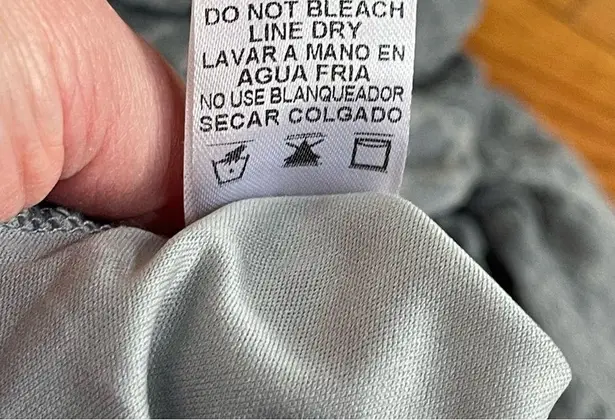 DO NOT BLEACH
LINE DRY
LAVAR A MANO EN
AGUA FRIA
NO USE BLANQUEADOR
SECAR COLGADO